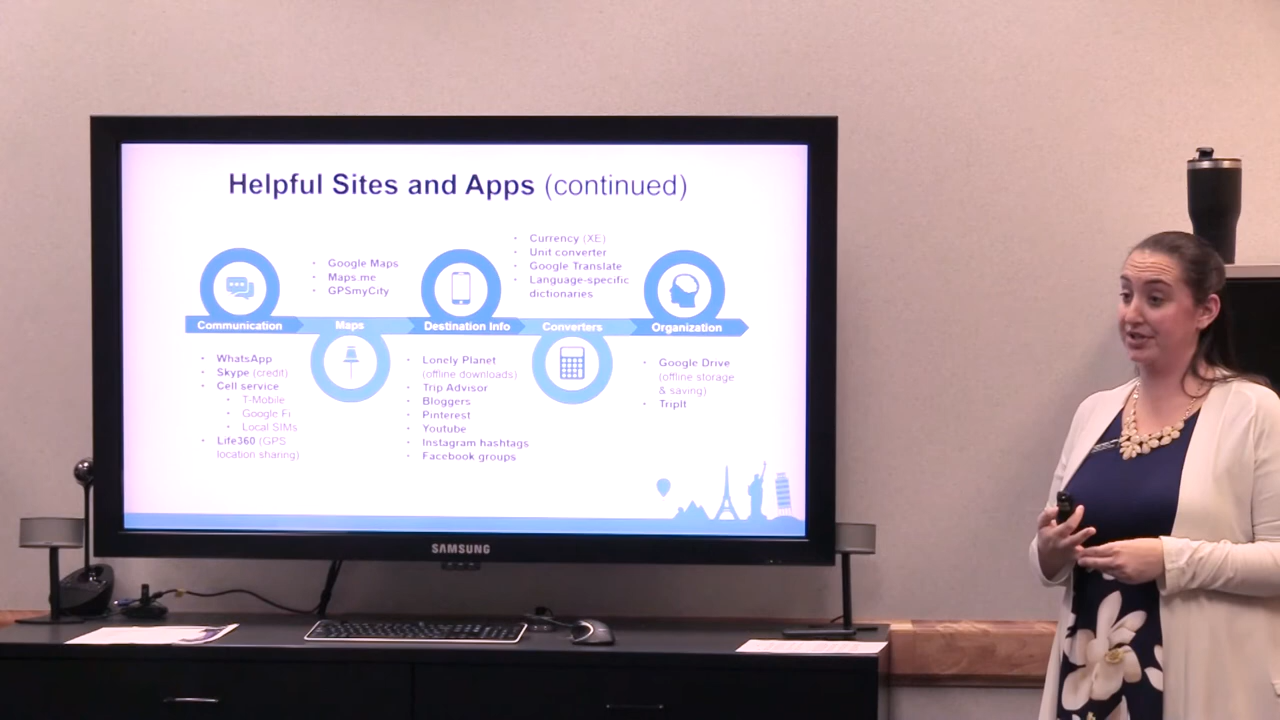 Helpful Sites and Apps (continued)
Communication
• WhatsApp
• Skype (credit)
• Cell service
• T-Mobile
• Google Fi
• Local SIMs
• Life360 (GPS
location sharing)
• Google Maps
• Maps.me
• GPSmyCity
Maps
Destination Info
• Lonely Planet
(offline downloads)
• Trip Advisor
• Bloggers
• Pinterest
• Youtube
• Instagram hashtags
• Facebook groups
• Currency (XE)
• Unit converter
• Google Translate
• Language-specific
dictionaries
Converters
Organization
• Google Drive
(offline storage
& saving)
• TripIt
SAMSUNG